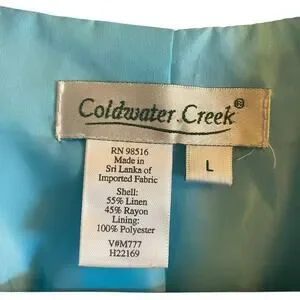 Coldwater Creek®
L
RN 98516
Made in
Sri Lanka of
Imported Fabric
Shell:
55% Linen
45% Rayon
Lining:
100% Polyester
V#M777
H22169